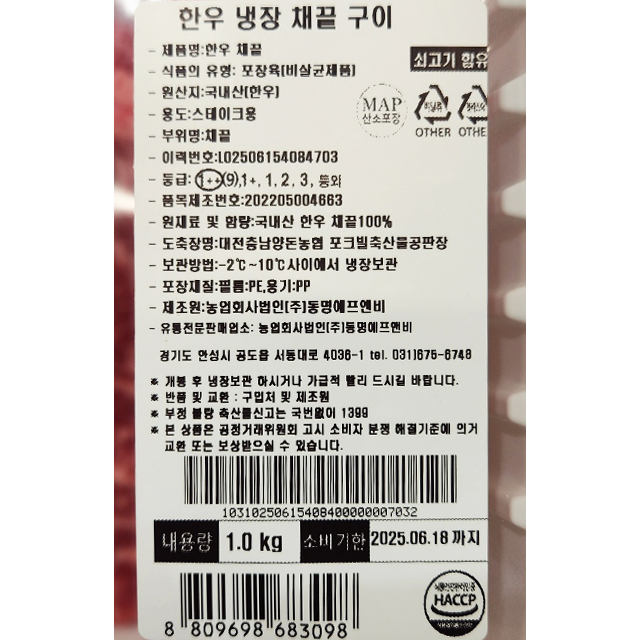 한우 냉장 채끝 구이
- 제품명:한우 채끝
쇠고기 함유
- 식품의 유형: 포장육(비살균제품)
- 원산지:국내산(한우)
- 용도:스테이크용
MAP
산소포장
OTHER
OTHER
- 부위명:채끝
- 이력번호:L02506154084703
- 등급: 1++(9),1+, 1, 2, 3, 등외
- 품목제조번호:202205004663
- 원재료 및 함량:국내산 한우 채끝100%
- 도축장명:대전충남양돈농협 포크빌축산물공판장
- 보관방법:-2℃~10℃사이에서 냉장보관
- 포장재질:필름:PE,용기:PP
- 제조원:농업회사법인(주)동명에프엔비
- 유통전문판매업소: 농업회사법인(주)동명에프엔비
경기도 안성시 공도읍 서동대로 4036-1 tel. 031)675-6748
※ 개봉 후 냉장보관 하시거나 가급적 빨리 드시길 바랍니다.
※ 반품 및 교환 : 구입처 및 제조원
※ 부정 불량 축산물신고는 국번없이 1399
※ 본 상품은 공정거래위원회 고시 소비자 분쟁 해결기준에 의거
교환 또는 보상받으실 수 있습니다.
10310250615408400000007032
내용량 1.0 kg 소비기한 2025.06.18 까지
HACCP
8 809698 683098